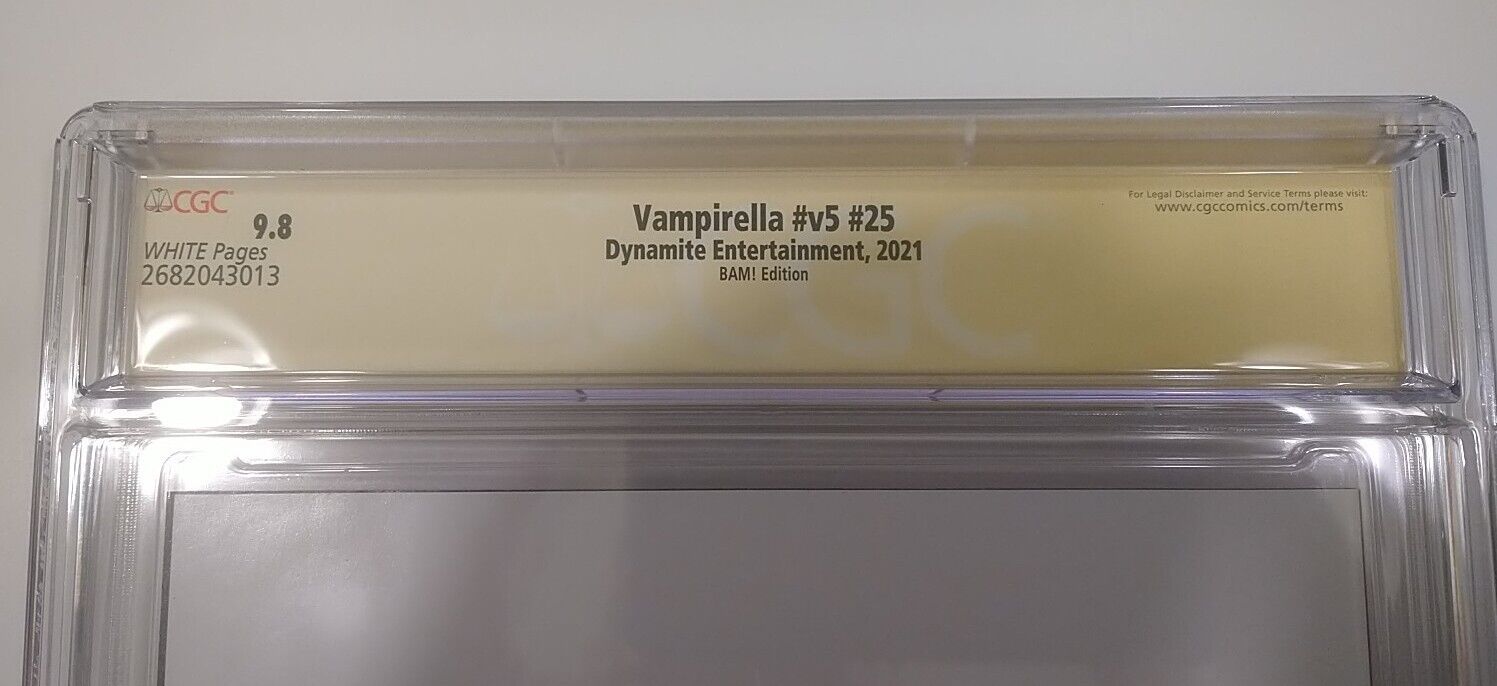 CGC
9.8
WHITE Pages
2682043013
Vampirella #v5 #25
Dynamite Entertainment, 2021
BAM! Edition
For Legal Disclaimer and Service Terms please visit:
www.cgccomics.com/terms
CGC